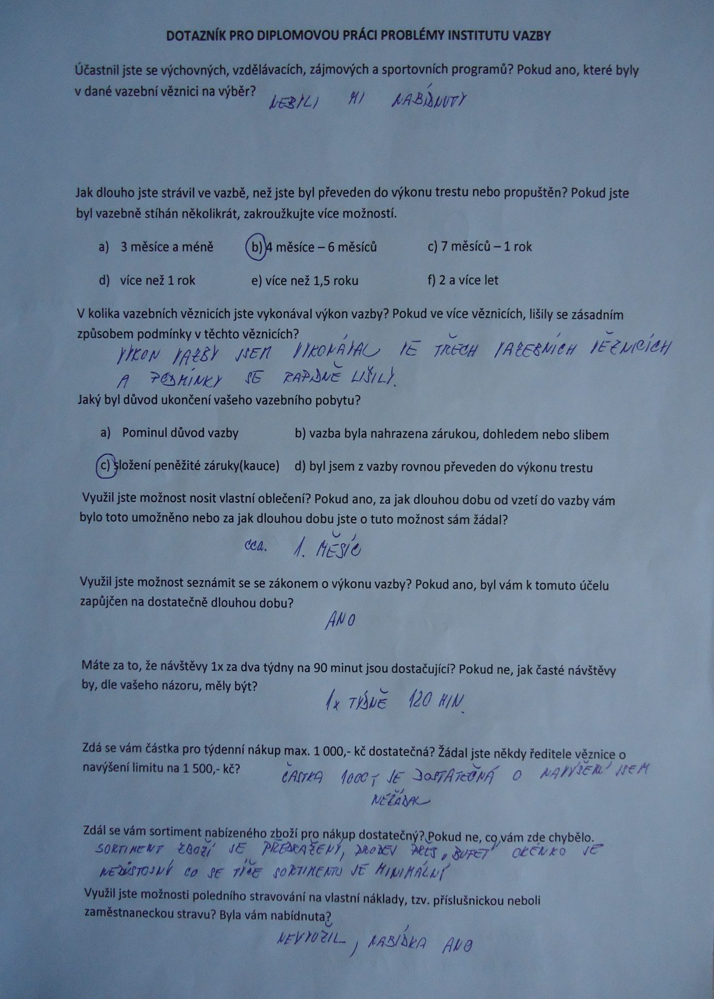 DOTAZNÍK PRO DIPLOMOVOU PRÁCI PROBLÉMY INSTITUTU VAZBY
Účastnil jste se výchovných, vzdělávacích, zájmových a sportovních programů? Pokud ano, které byly
v dané vazební věznici na výběr?
NEBYLI MI NABÍDNUTY
Jak dlouho jste strávil ve vazbě, než jste byl převeden do výkonu trestu nebo propuštěn? Pokud jste
byl vazebně stíhán několikrát, zakroužkujte více možností.
a) 3 měsíce a méně b) 4 měsíce – 6 měsíců c) 7 měsíců – 1 rok
d) více než 1 rok e) více než 1,5 roku f) 2 a více let
V kolika vazebních věznicích jste vykonával výkon vazby? Pokud ve více věznicích, lišily se zásadním
způsobem podmínky v těchto věznicích?
VÝKON VAZBY JSEM VYKONÁVAL VE TŘECH VAZEBNÍCH VĚZNICÍCH
A PODMÍNKY SE RAPIDNĚ LIŠILY.
Jaký byl důvod ukončení vašeho vazebního pobytu?
a) Pominul důvod vazby b) vazba byla nahrazena zárukou, dohledem nebo slibem
c) složení peněžité záruky(kauce) d) byl jsem z vazby rovnou převeden do výkonu trestu
Využil jste možnost nosit vlastní oblečení? Pokud ano, za jak dlouhou dobu od vzetí do vazby vám
bylo toto umožněno nebo za jak dlouhou dobu jste o tuto možnost sám žádal?
cca. 1. MĚSÍC
Využil jste možnost seznámit se se zákonem o výkonu vazby? Pokud ano, byl vám k tomuto účelu
zapůjčen na dostatečně dlouhou dobu?
ANO
Máte za to, že návštěvy 1x za dva týdny na 90 minut jsou dostačující? Pokud ne, jak časté návštěvy
by, dle vašeho názoru, měly být?
1x TÝDNĚ 120 MIN.
Zdá se vám částka pro týdenní nákup max. 1 000,- kč dostatečná? Žádal jste někdy ředitele věznice o
navýšení limitu na 1 500,- kč?
ČÁSTKA 1000,- JE DOSTATEČNÁ O NAVÝŠENÍ JSEM
NEŽÁDAL
Zdál se vám sortiment nabízeného zboží pro nákup dostatečný? Pokud ne, co vám zde chybělo.
SORTIMENT ZBOŽÍ JE PŘEDRAŽENÝ, PRODEJ PŘES „BUFET" OKÉNKO JE
NEDŮSTOJNÝ CO SE TÝČE SORTIMENTU JE MINIMÁLNÍ
Využil jste možnosti poledního stravování na vlastní náklady, tzv. příslušnickou neboli
zaměstnaneckou stravu? Byla vám nabídnuta?
NEVYUŽIL, NABÍDKA ANO